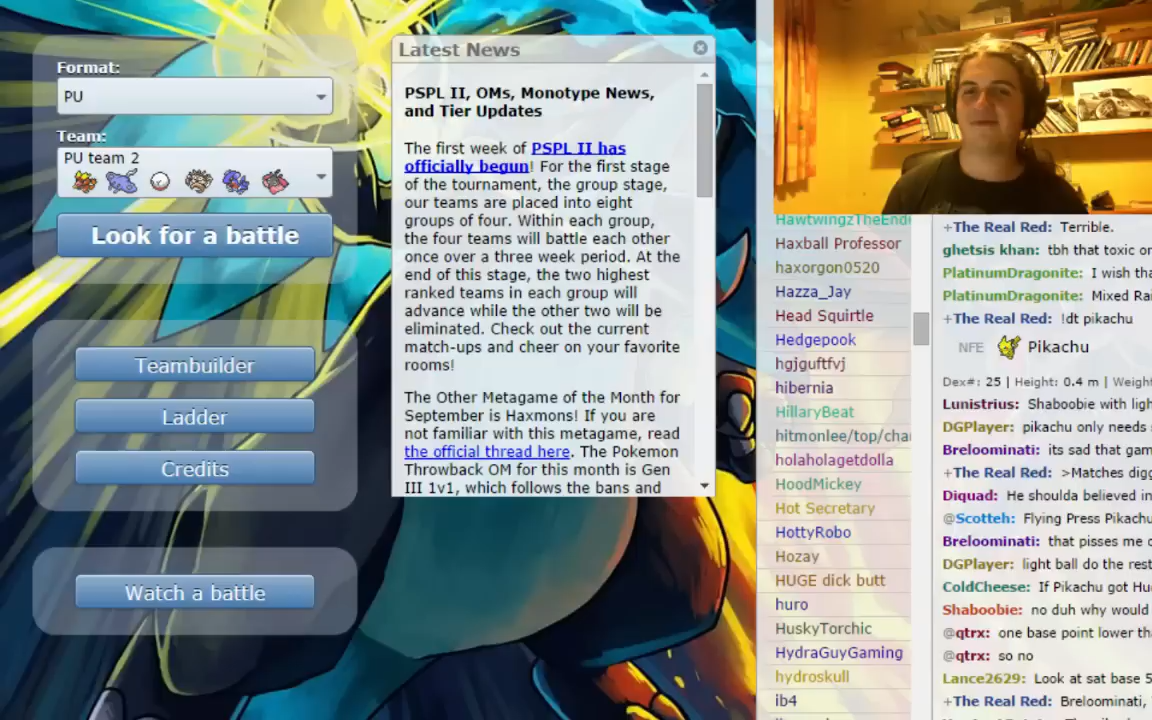 Format:
PU
Team:
PU team 2
Look for a battle
Teambuilder
Ladder
Credits
Watch a battle
Latest News
PSPL II, OMs, Monotype News,
and Tier Updates
The first week of PSPL II has
officially begun! For the first stage
of the tournament, the group stage,
our teams are placed into eight
groups of four. Within each group,
the four teams will battle each other
once over a three week period. At the
end of this stage, the two highest
ranked teams in each group will
advance while the other two will be
eliminated. Check out the current
match-ups and cheer on your favorite
rooms!
The Other Metagame of the Month for
September is Haxmons! If you are
not familiar with this metagame, read
the official thread here. The Pokemon
Throwback OM for this month is Gen
III 1v1, which follows the bans and
Haxball Professor
haxorgon0520
Hazza_Jay
Head Squirtle
Hedgepook
hgjguftfvj
hibernia
HillaryBeat
hitmonlee/top/cha
holaholagetdolla
HoodMickey
Hot Secretary
HottyRobo
Hozay
HUGE dick butt
huro
HuskyTorchic
HydraGuyGaming
hydroskull
ib4
+The Real Red: Terrible.
ghetsis khan: tbh that toxic or
PlatinumDragonite: I wish tha
PlatinumDragonite: Mixed Rai
+The Real Red: !dt pikachu
NFE Pikachu
Dex#: 25 | Height: 0.4 m | Weigh
Lunistrius: Shaboobie with ligh
DGPlayer: pikachu only needs
Breloominati: its sad that gam
+The Real Red: >Matches digg
Diquad: He shoulda believed in
@Scotteh: Flying Press Pikachu
Breloominati: that pisses me o
DGPlayer: light ball do the rest
ColdCheese: If Pikachu got Hu
Shaboobie: no duh why would
@qtrx: one base point lower tha
@qtrx: so no
Lance2629: Look at sat base 5
+The Real Red: Breloominati,